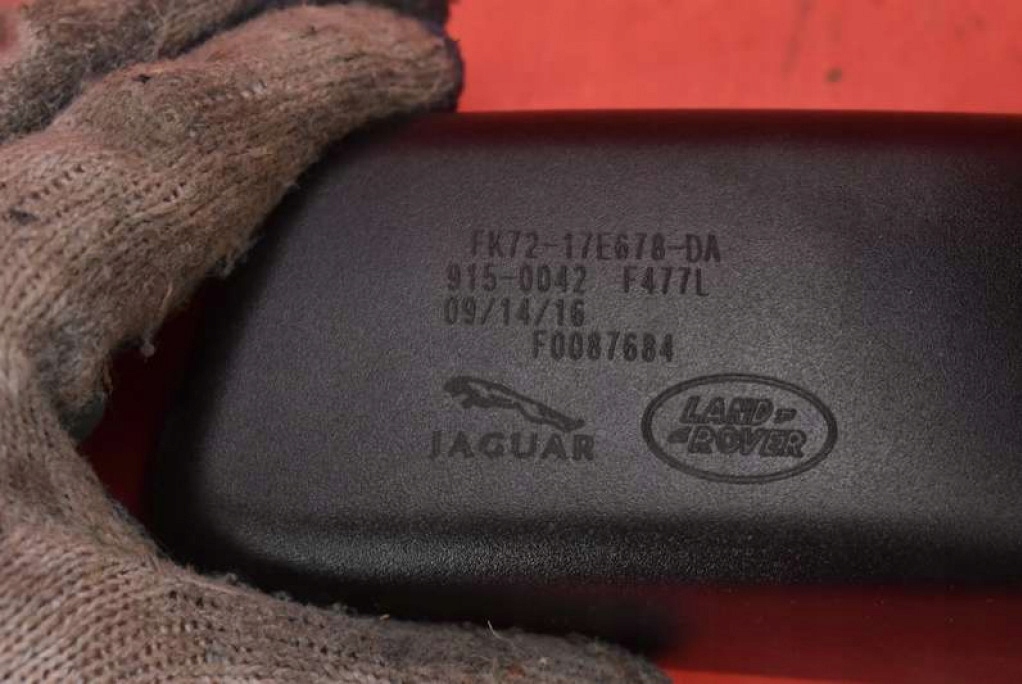 FK72-17E678-DA
915-0042 F477L
09/14/16
F0087684
JAGUAR
LAND
ROVER